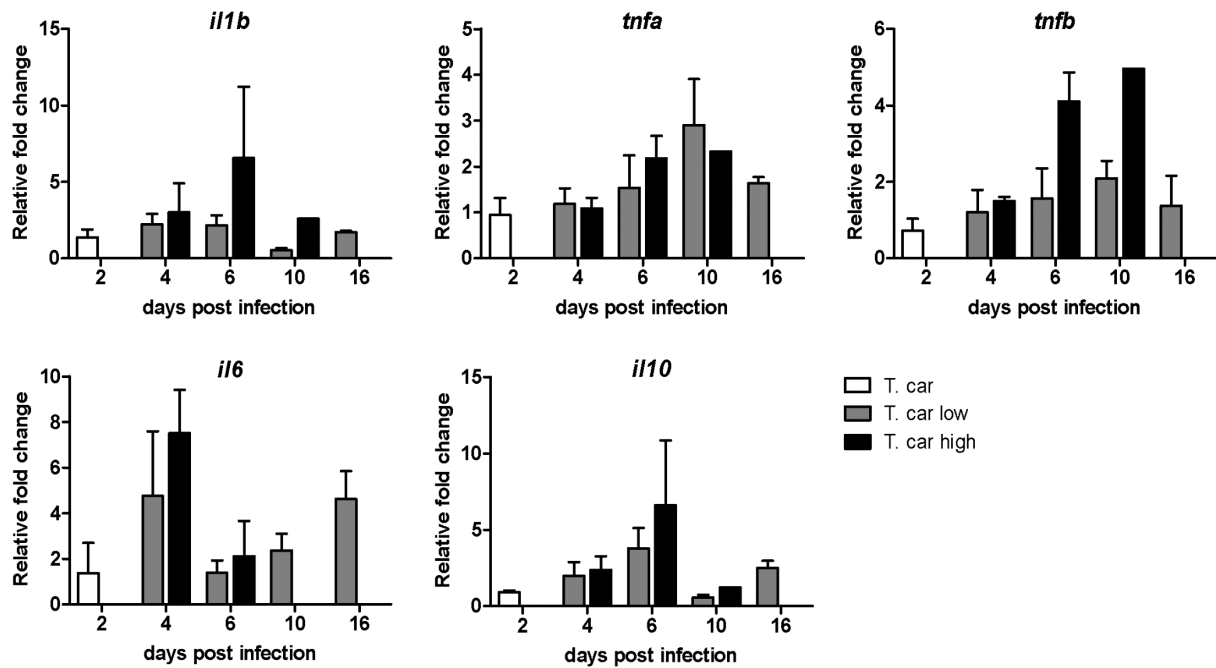 il1b
Relative fold change
15
10
5
0
2 4 6 10 16
days post infection
tnfa
Relative fold change
5
4
3
2
1
0
2 4 6 10 16
days post infection
tnfb
Relative fold change
6
4
2
0
2 4 6 10 16
days post infection
il6
Relative fold change
10
8
6
4
2
0
2 4 6 10 16
days post infection
il10
Relative fold change
15
10
5
0
2 4 6 10 16
days post infection
T. car
T. car low
T. car high